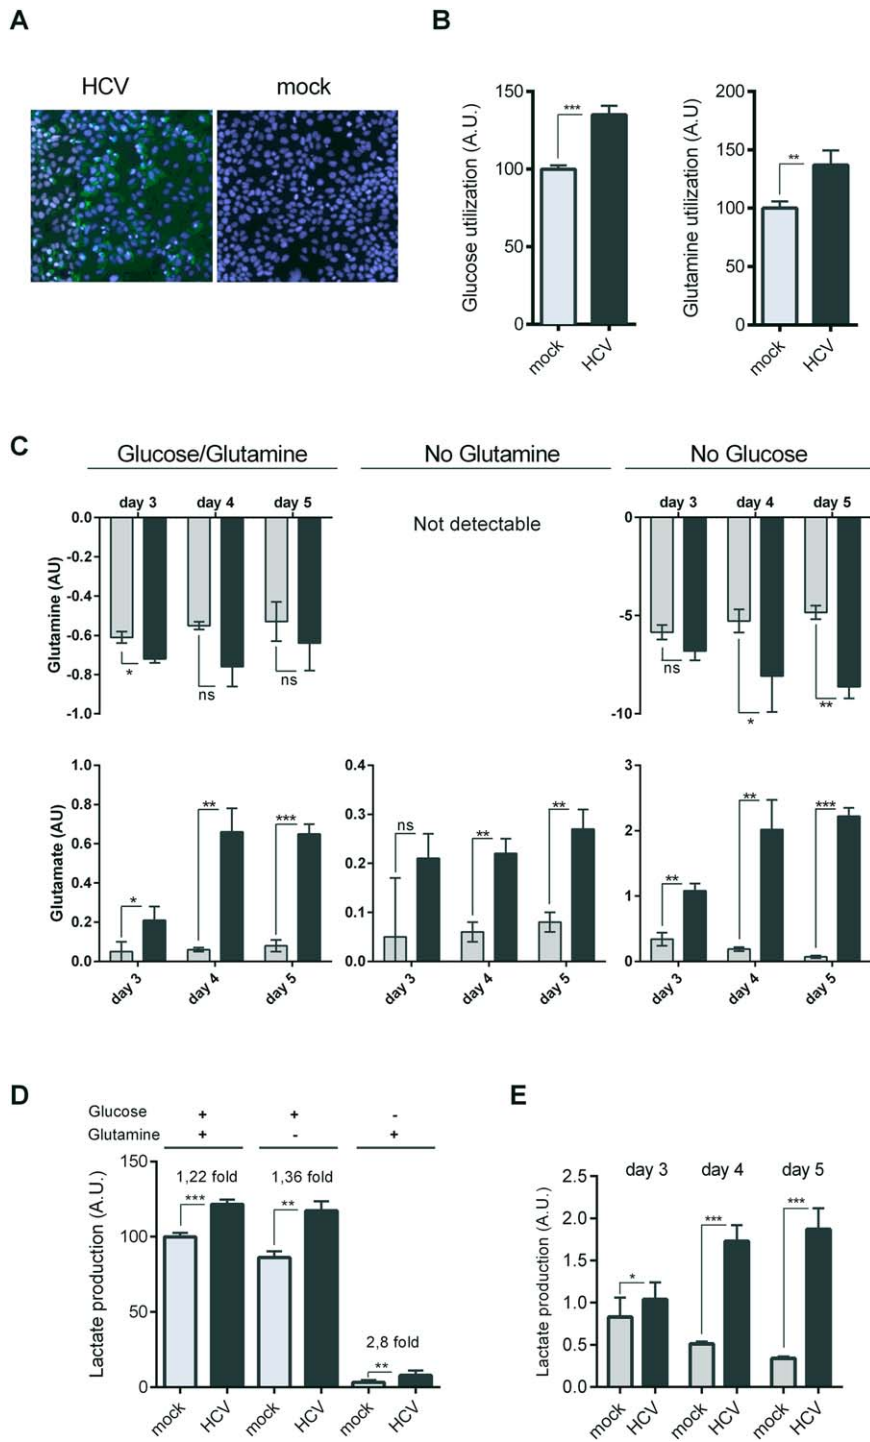 A
HCV mock
B
Glucose utilization (A.U.)
150
100
50
0
***
mock HCV
Glutamine utilization (A.U)
200
150
100
50
0
**
mock HCV
C
Glucose/Glutamine No Glutamine No Glucose
day 3 day 4 day 5
Glutamine (AU)
0.0
-0.2
-0.4
-0.6
-0.8
-1.0
* ns ns
Not detectable
day 3 day 4 day 5
0
-5
-10
ns * **
Glutamate (AU)
1.0
0.8
0.6
0.4
0.2
0.0
* ** ***
day 3 day 4 day 5
0.4
0.3
0.2
0.1
0.0
ns ** **
day 3 day 4 day 5
3
2
1
0
** ** ***
day 3 day 4 day 5
D
Glucose + + -
Glutamine + - +
Lactate production (A.U.)
150
100
50
0
1,22 fold 1,36 fold 2,8 fold
*** ** **
mock HCV mock HCV mock HCV
E
day 3 day 4 day 5
Lactate production (A.U.)
2.5
2.0
1.5
1.0
0.5
0.0
* *** ***
mock HCV mock HCV mock HCV